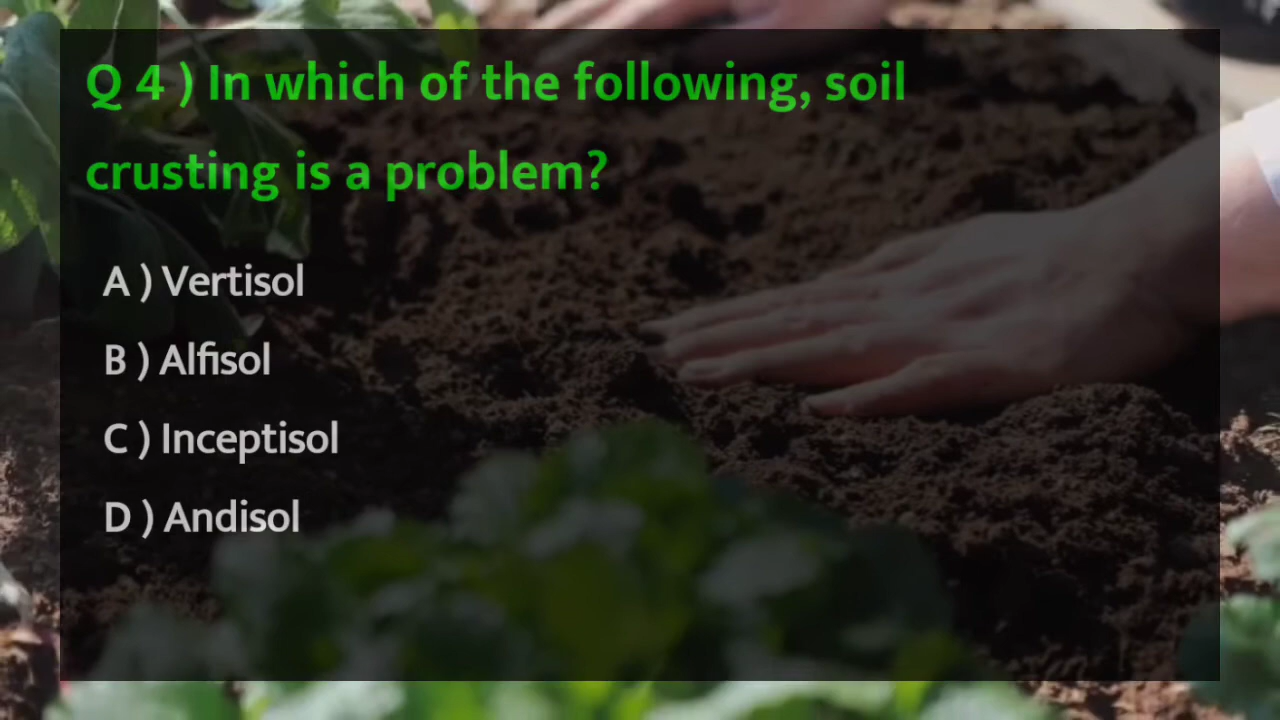 Q 4 ) In which of the following, soil
crusting is a problem?
A ) Vertisol
B ) Alfisol
C ) Inceptisol
D ) Andisol